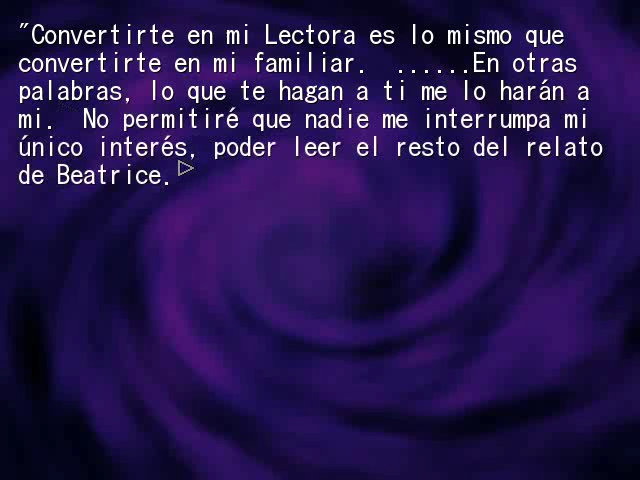 "Convertirte en mi Lectora es lo mismo que
convertirte en mi familiar.  ......En otras
palabras, lo que te hagan a ti me lo harán a
mi.  No permitiré que nadie me interrumpa mi
único interés, poder leer el resto del relato
de Beatrice.